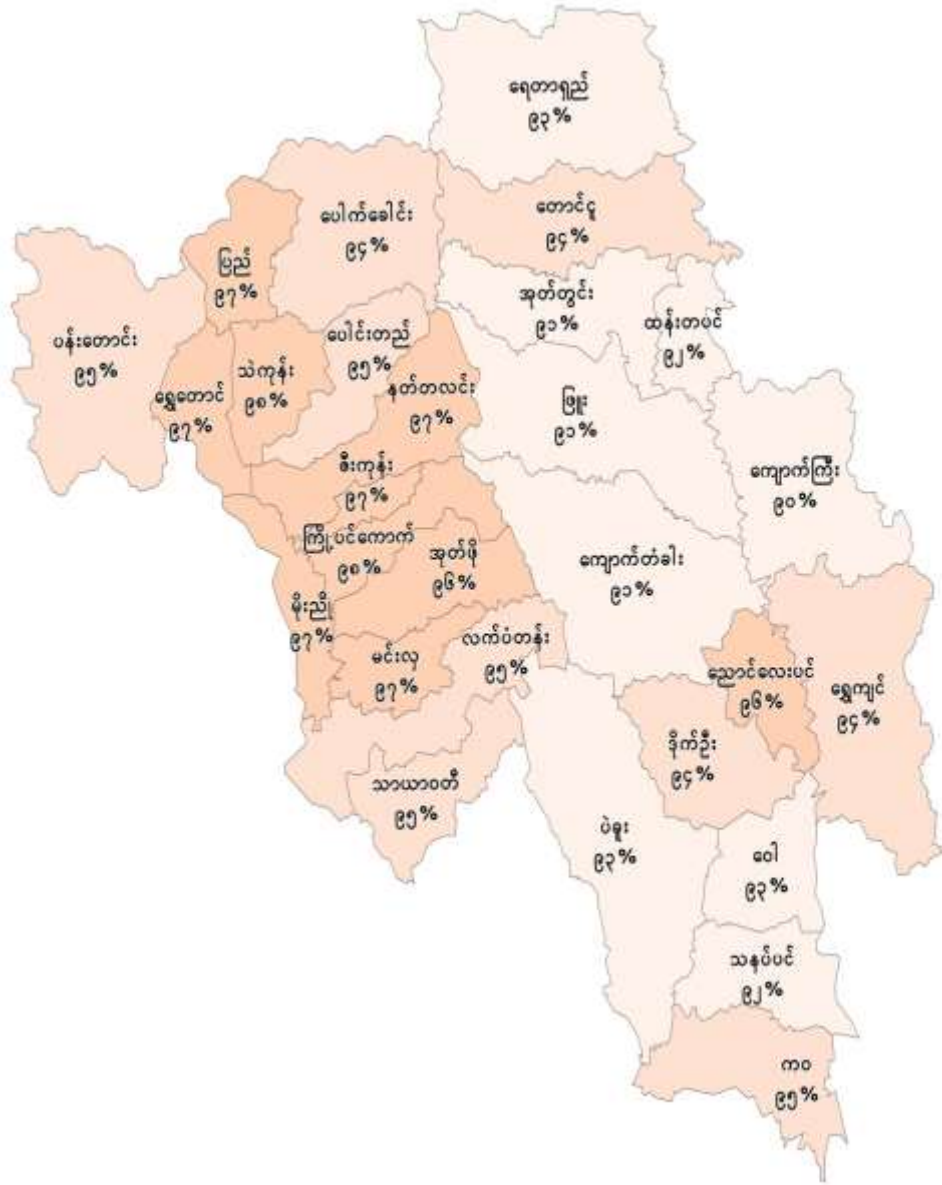 ရေတာရှည်
၉၃%
တောင်ငူ
၉၄%
ပေါက်ခေါင်း
၉၄%
ပြည်
၉၇%
အုတ်တွင်း
၉၁%
ထန်းတပင်
၉၂%
ပန်းတောင်း
၉၅%
ပေါင်းတည်
၉၅%
သဲကုန်း
၉၈%
ရွှေတောင်
၉၇%
နတ်တလင်း
၉၇%
ဖြူး
၉၁%
ဇီးကုန်း
၉၇%
ကျောက်ကြီး
၉၀%
ကြို့ပင်ကောက်
၉၈%
အုတ်ဖို
၉၆%
ကျောက်တံခါး
၉၁%
မိုးညို
၉၇%
မင်းလှ
၉၇%
လက်ပံတန်း
၉၅%
ညောင်လေးပင်
၉၆%
ရွှေကျင်
၉၄%
ဒိုက်ဦး
၉၄%
သာယာဝတီ
၉၅%
ပဲခူး
၉၃%
ဝေါ
၉၃%
သနပ်ပင်
၉၂%
ကဝ
၉၅%